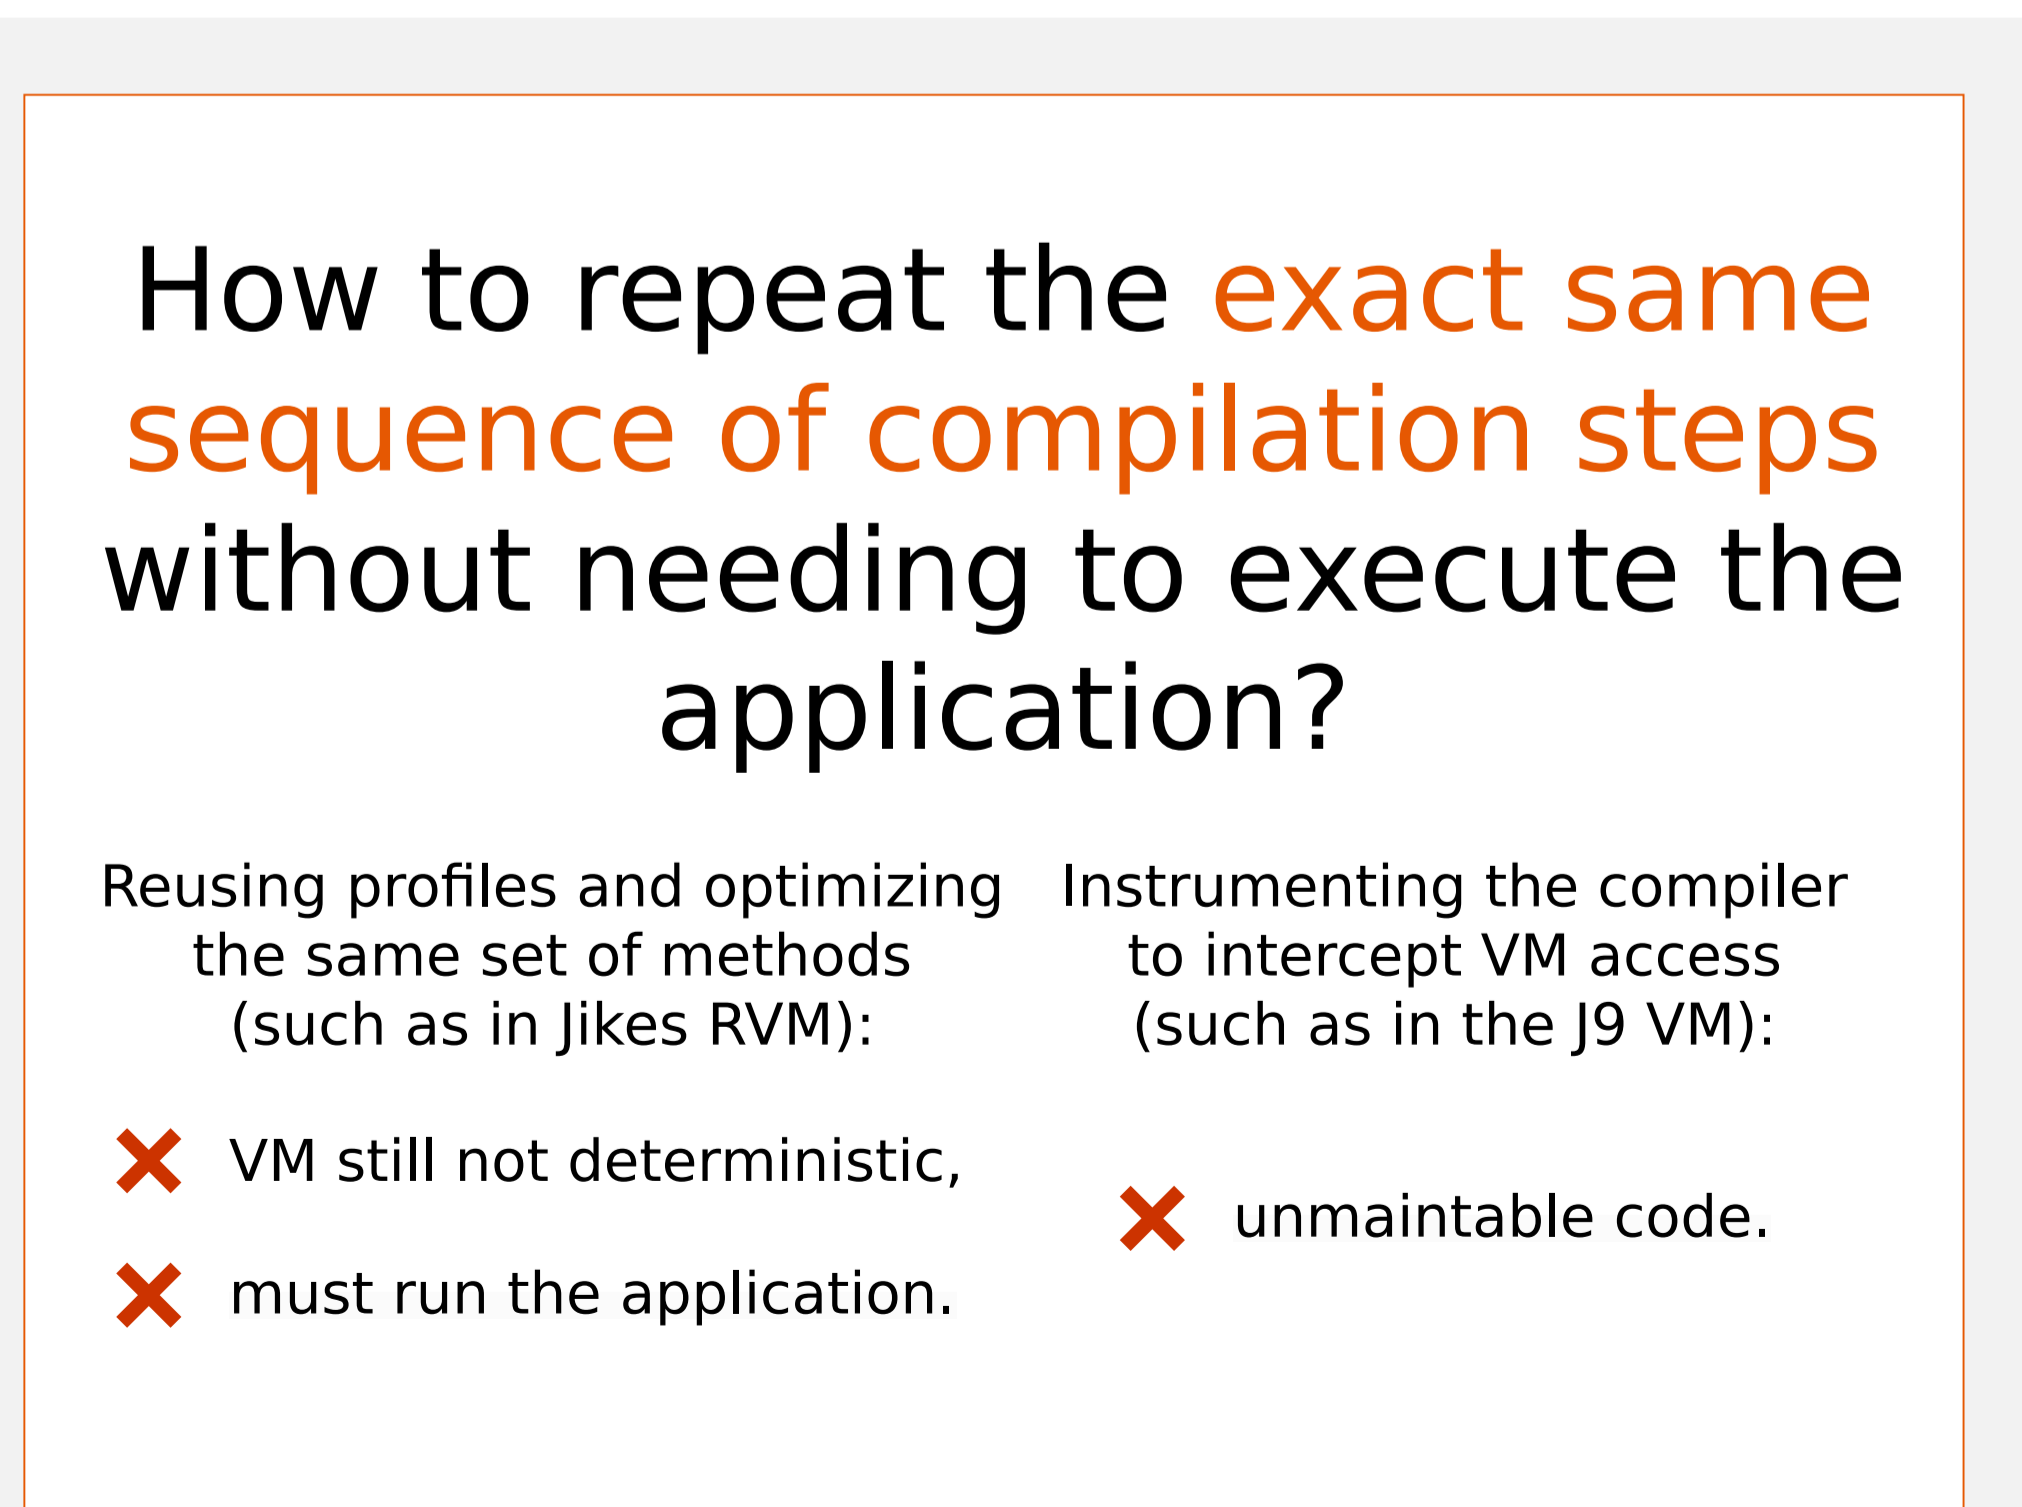 How to repeat the exact same
sequence of compilation steps
without needing to execute the
application?
Reusing profiles and optimizing
the same set of methods
(such as in Jikes RVM):
VM still not deterministic,
must run the application.
Instrumenting the compiler
to intercept VM access
(such as in the J9 VM):
unmaintable code.